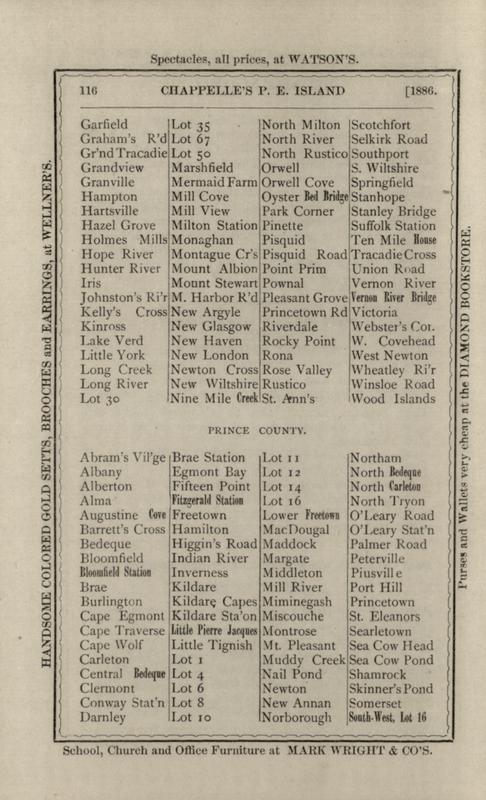 Spectacles, all prices, at WATSON'S.
116 CHAPPELLE'S P. E. ISLAND [1886.
Garfield Lot 35 North Milton Scotchfort
Graham's R'd Lot 67 North River Selkirk Road
Gr'nd Tracadie Lot 50 North Rustico Southport
Grandview Marshfield Orwell S. Wiltshire
Granville Mermaid Farm Orwell Cove Springfield
Hampton Mill Cove Oyster Bed Bridge Stanhope
Hartsville Mill View Park Corner Stanley Bridge
Hazel Grove Milton Station Pinette Suffolk Station
Holmes Mills Monaghan Pisquid Ten Mile House
Hope River Montague Cr's Pisquid Road Tracadie Cross
Hunter River Mount Albion Point Prim Union Road
Iris Mount Stewart Pownal Vernon River
Johnston's Ri'r M. Harbor R'd Pleasant Grove Vernon River Bridge
Kelly's Cross New Argyle Princetown Rd Victoria
Kinross New Glasgow Riverdale Webster's Cor.
Lake Verd New Haven Rocky Point W. Covehead
Little York New London Rona West Newton
Long Creek Newton Cross Rose Valley Wheatley Ri'r
Long River New Wiltshire Rustico Winsloe Road
Lot 30 Nine Mile Creek St. Ann's Wood Islands
PRINCE COUNTY.
Abram's Vil'ge Brae Station Lot 11 Northam
Albany Egmont Bay Lot 12 North Bedeque
Alberton Fifteen Point Lot 14 North Carleton
Alma Fitzgerald Station Lot 16 North Tryon
Augustine Cove Freetown Lower Freetown O'Leary Road
Barrett's Cross Hamilton MacDougal O'Leary Stat'n
Bedeque Higgin's Road Maddock Palmer Road
Bloomfield Indian River Margate Peterville
Bloomfield Station Inverness Middleton Piusville
Brae Kildare Mill River Port Hill
Burlington Kildare Capes Miminegash Princetown
Cape Egmont Kildare Sta'on Miscouche St. Eleanors
Cape Traverse Little Pierre Jacques Montrose Searletown
Cape Wolf Little Tignish Mt. Pleasant Sea Cow Head
Carleton Lot 1 Muddy Creek Sea Cow Pond
Central Bedeque Lot 4 Nail Pond Shamrock
Clermont Lot 6 Newton Skinner's Pond
Conway Stat'n Lot 8 New Annan Somerset
Darnley Lot 10 Norborough South-West, Lot 16
School, Church and Office Furniture at MARK WRIGHT & CO'S.
HANDSOME COLORED GOLD SETTS, BROOCHES and EARRINGS, at WELLNER'S.
Purses and Wallets very cheap at the DIAMOND BOOKSTORE.